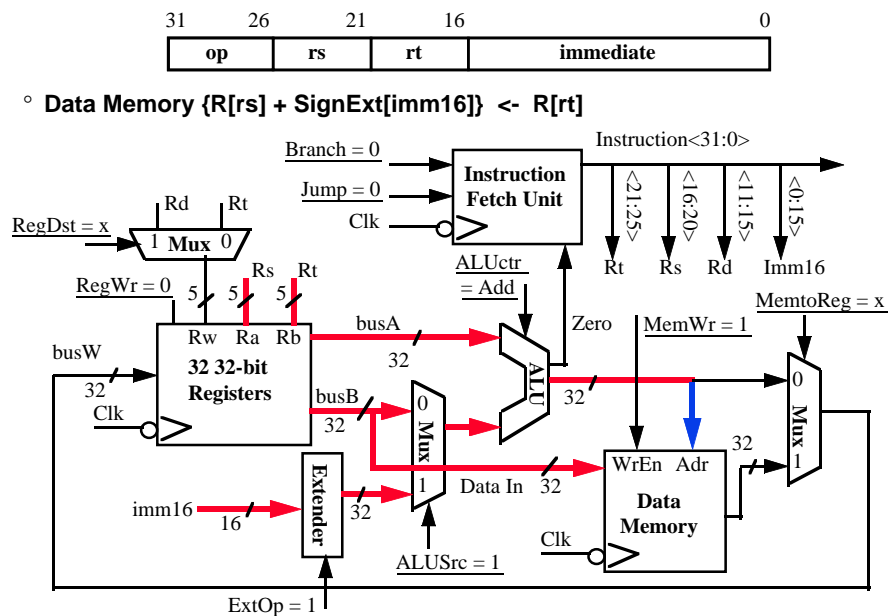 31 26 21 16 0
op rs rt immediate
° Data Memory {R[rs] + SignExt[imm16]} <- R[rt]
Instruction<31:0>
Branch = 0
Instruction
Fetch Unit
Jump = 0
Clk
<21:25>
<16:20>
<11:15>
<0:15>
Rt Rs Rd Imm16
Rd Rt
RegDst = x
1 Mux 0
ALUctr
= Add
Rs Rt
RegWr = 0
5 5 5
Rw Ra Rb
busA
32
Zero
MemWr = 1
MemtoReg = x
busW
32
32 32-bit
Registers
Clk
ALU
32
0
Mux
1
busB
32
0
Mux
1
32
WrEn Adr
Data In
32
Data
Memory
Clk
Extender
imm16
16
32
ALUSrc = 1
ExtOp = 1